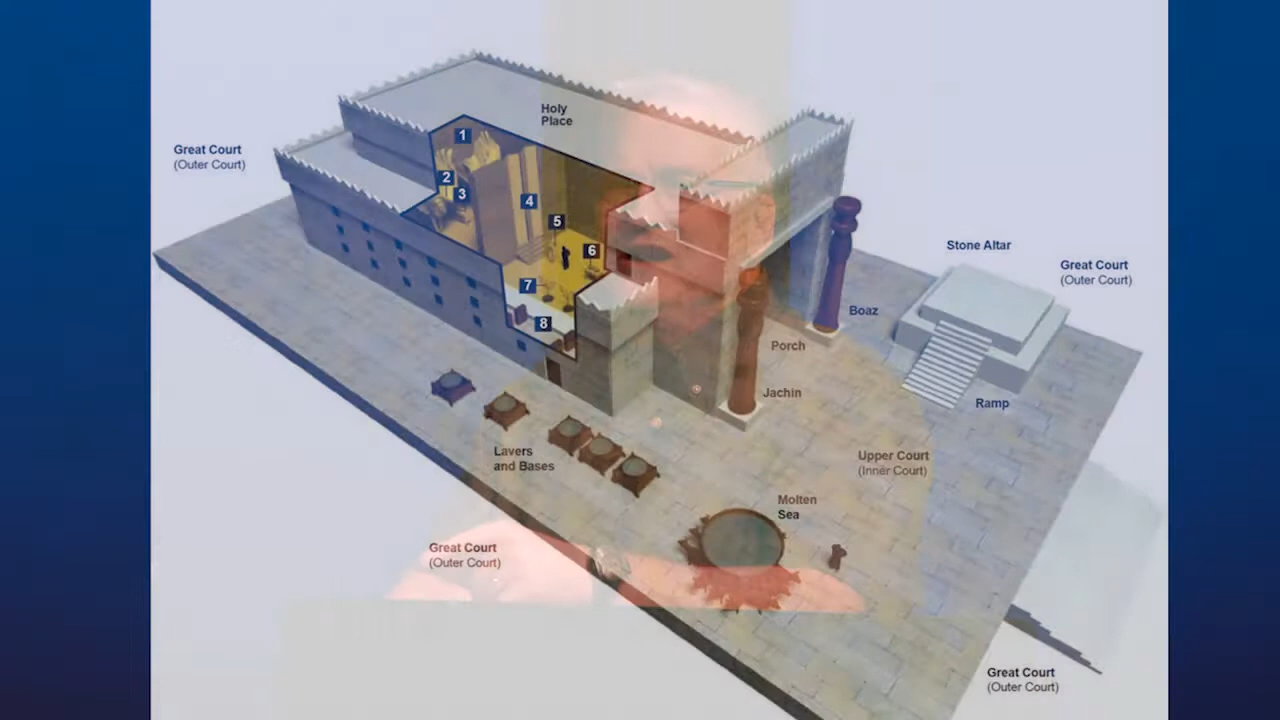 Holy
Place
1
Great Court
(Outer Court)
2
3
4
5
6
7
8
Stone Altar
Great Court
(Outer Court)
Boaz
Porch
Jachin
Ramp
Lavers
and Bases
Upper Court
(Inner Court)
Molten
Sea
Great Court
(Outer Court)
Great Court
(Outer Court)